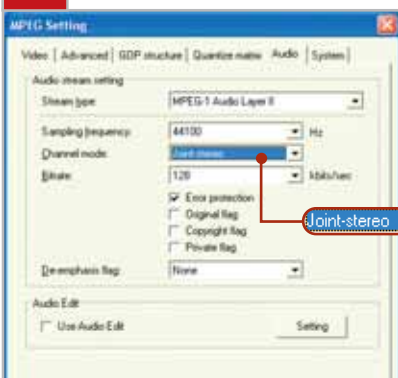 MPEG Setting
Video Advanced GOP structure Quantize matrix Audio System
Audio stream setting
Stream type MPEG-1 Audio Layer II
Sampling frequency 44100 Hz
Channel mode Joint-stereo
Bitrate 128 kbits/sec
Error protection
Original flag
Joint-stereo
Copyright flag
Private flag
De-emphasis flag None
Audio Edit
Use Audio Edit Setting